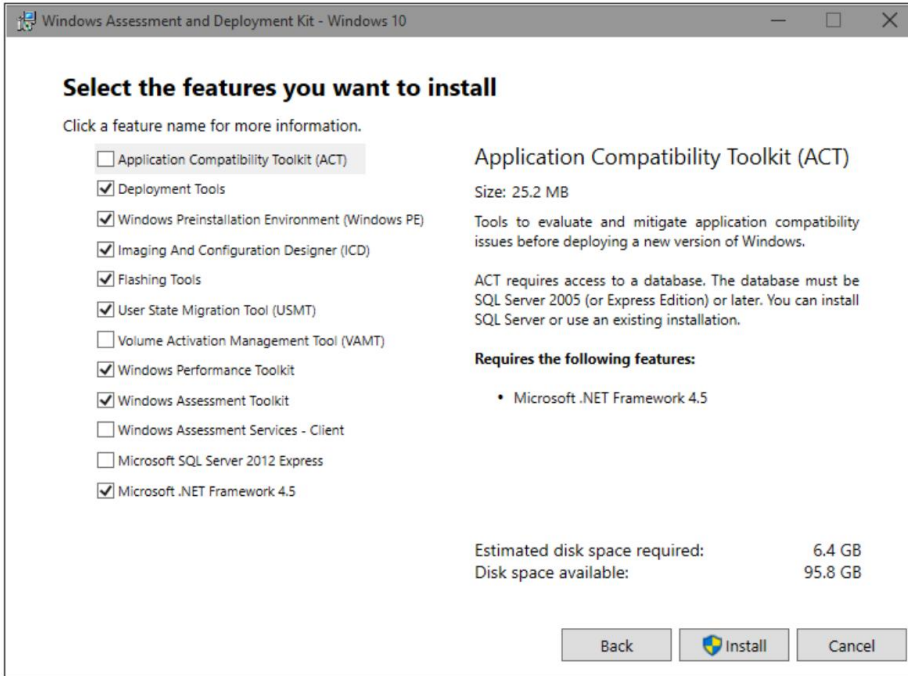 Windows Assessment and Deployment Kit - Windows 10
Select the features you want to install
Click a feature name for more information.
Application Compatibility Toolkit (ACT)
Deployment Tools
Windows Preinstallation Environment (Windows PE)
Imaging And Configuration Designer (ICD)
Flashing Tools
User State Migration Tool (USMT)
Volume Activation Management Tool (VAMT)
Windows Performance Toolkit
Windows Assessment Toolkit
Windows Assessment Services - Client
Microsoft SQL Server 2012 Express
Microsoft .NET Framework 4.5
Application Compatibility Toolkit (ACT)
Size: 25.2 MB
Tools to evaluate and mitigate application compatibility
issues before deploying a new version of Windows.
ACT requires access to a database. The database must be
SQL Server 2005 (or Express Edition) or later. You can install
SQL Server or use an existing installation.
Requires the following features:
• Microsoft .NET Framework 4.5
Estimated disk space required: 6.4 GB
Disk space available: 95.8 GB
Back Install Cancel